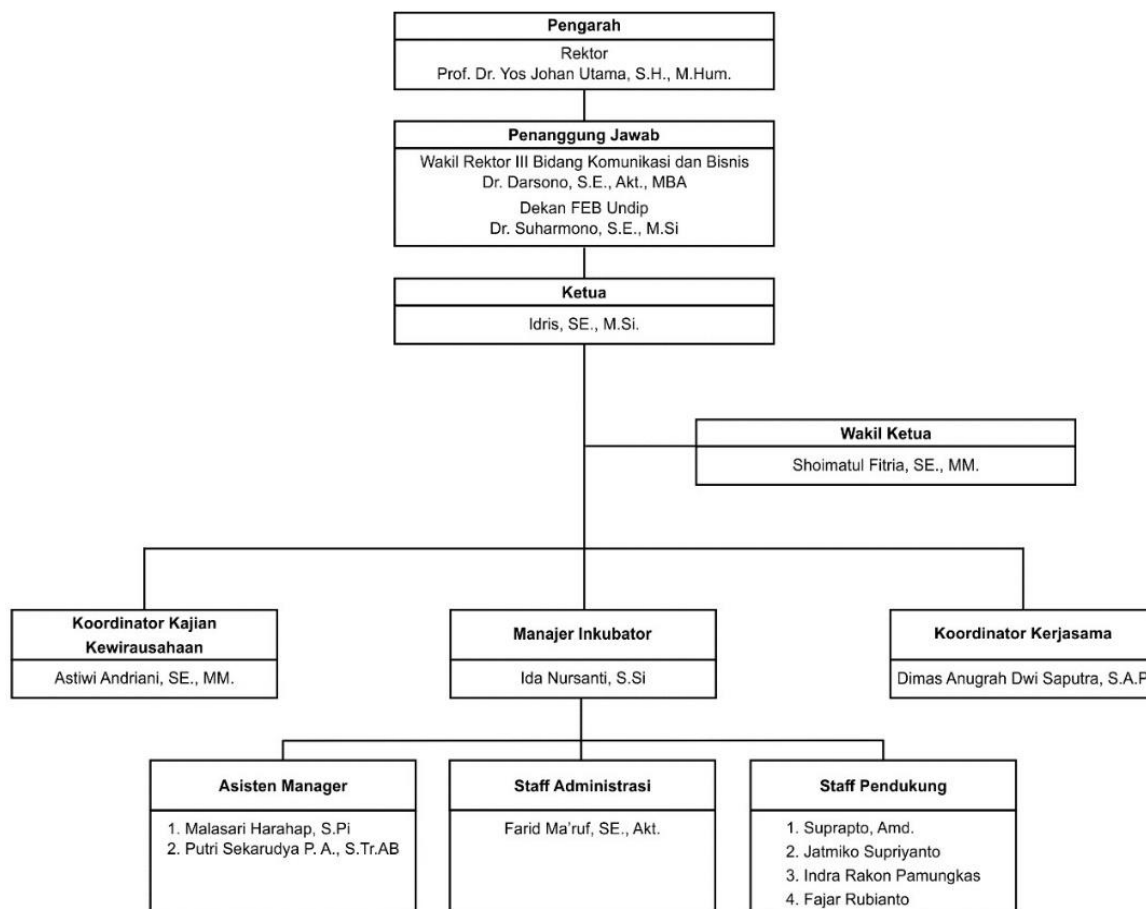 Pengarah
Rektor
Prof. Dr. Yos Johan Utama, S.H., M.Hum.
Penanggung Jawab
Wakil Rektor III Bidang Komunikasi dan Bisnis
Dr. Darsono, S.E., Akt., MBA
Dekan FEB Undip
Dr. Suharmono, S.E., M.Si
Ketua
Idris, SE., M.Si.
Wakil Ketua
Shoimatul Fitria, SE., MM.
Koordinator Kajian
Kewirausahaan
Astiwi Andriani, SE., MM.
Manajer Inkubator
Ida Nursanti, S.Si
Koordinator Kerjasama
Dimas Anugrah Dwi Saputra, S.A.P
Asisten Manager
1. Malasari Harahap, S.Pi
2. Putri Sekarudya P. A., S.Tr.AB
Staff Administrasi
Farid Ma'ruf, SE., Akt.
Staff Pendukung
1. Suprapto, Amd.
2. Jatmiko Supriyanto
3. Indra Rakon Pamungkas
4. Fajar Rubianto